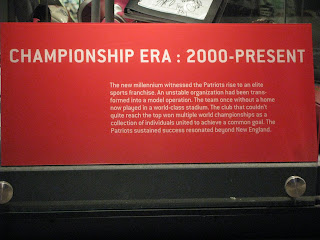 CHAMPIONSHIP ERA : 2000-PRESENT
The new millennium witnessed the Patriots rise to an elite
sports franchise. An unstable organization had been trans-
formed into a model operation. The team once without a home
now played in a world-class stadium. The club that couldn't
quite reach the top won multiple world championships as a
collection of individuals united to achieve a common goal. The
Patriots sustained success resonated beyond New England.